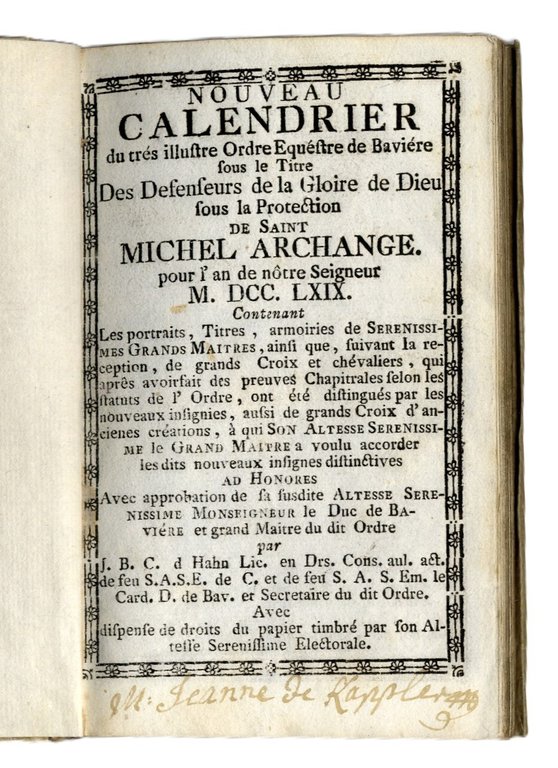 NOUVEAU
CALENDRIER
du trés illuſtre Ordre Equéſtre de Baviére
ſous le Titre
Des Defenſeurs de la Gloire de Dieu
ſous la Protection
DE SAINT
MICHEL ARCHANGE.
pour l' an de nôtre Seigneur
M. DCC. LXIX.
Contenant
Les portraits, Titres, armoiries de SERENISSI-
MES GRANDS MAITRES, ainſi que, ſuivant la re-
ception, de grands Croix et chévaliers, qui
aprês avoirfait des preuves Chapitrales ſelon les
ſtatuts de l' Ordre, ont été diſtingués par les
nouveaux inſignies, auſsi de grands Croix d' an-
cienes créations, à qui SON ALTESSE SERENISSI-
ME le GRAND MAITRE a voulu accorder
les dits nouveaux inſignes diſtinctives
AD HONORES
Avec approbation de ſa ſusdite ALTESSE SERE-
NISSIME MONSEIGNEUR le Duc de BA-
VIÉRE et grand Maitre du dit Ordre
par
J. B. C. d Hahn Lic. en Drs. Cons. aul. act.
de feu S.A.S.E. de C. et de feu S. A. S. Em. le
Card. D. de Bav. et Secretaire du dit Ordre.
Avec
diſpenſe de droits du papier timbré par ſon Al-
teſſe Sereniſſime Electorale.
M: Jeanne de Kappler